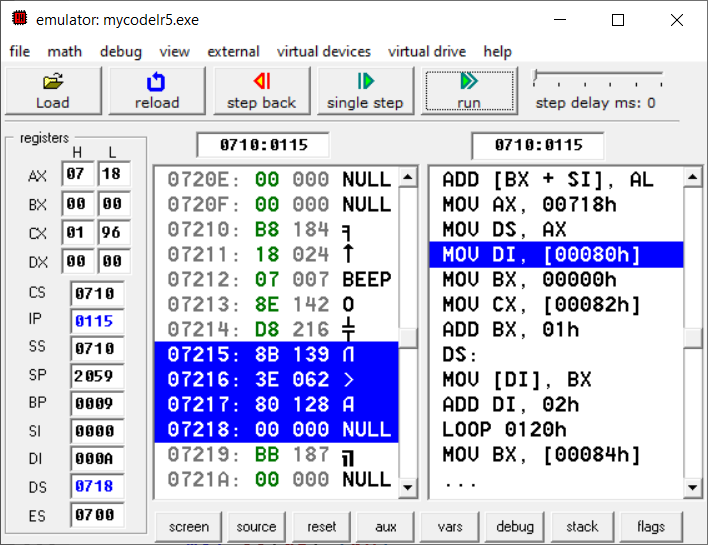 emulator: mycodelr5.exe
file math debug view external virtual devices virtual drive help
Load reload step back single step run step delay ms: 0
registers
H L
AX 07 18
BX 00 00
CX 01 96
DX 00 00
CS 0710
IP 0115
SS 0710
SP 2059
BP 0009
SI 0000
DI 000A
DS 0718
ES 0700
0710:0115
0720E: 00 000 NULL
0720F: 00 000 NULL
07210: B8 184 ╕
07211: 18 024 ↑
07212: 07 007 BEEP
07213: 8E 142 О
07214: D8 216 ╪
07215: 8B 139 Л
07216: 3E 062 >
07217: 80 128 А
07218: 00 000 NULL
07219: BB 187 ╗
0721A: 00 000 NULL
0710:0115
ADD [BX + SI], AL
MOV AX, 00718h
MOV DS, AX
MOV DI, [00080h]
MOV BX, 00000h
MOV CX, [00082h]
ADD BX, 01h
DS:
MOV [DI], BX
ADD DI, 02h
LOOP 0120h
MOV BX, [00084h]
...
screen source reset aux vars debug stack flags